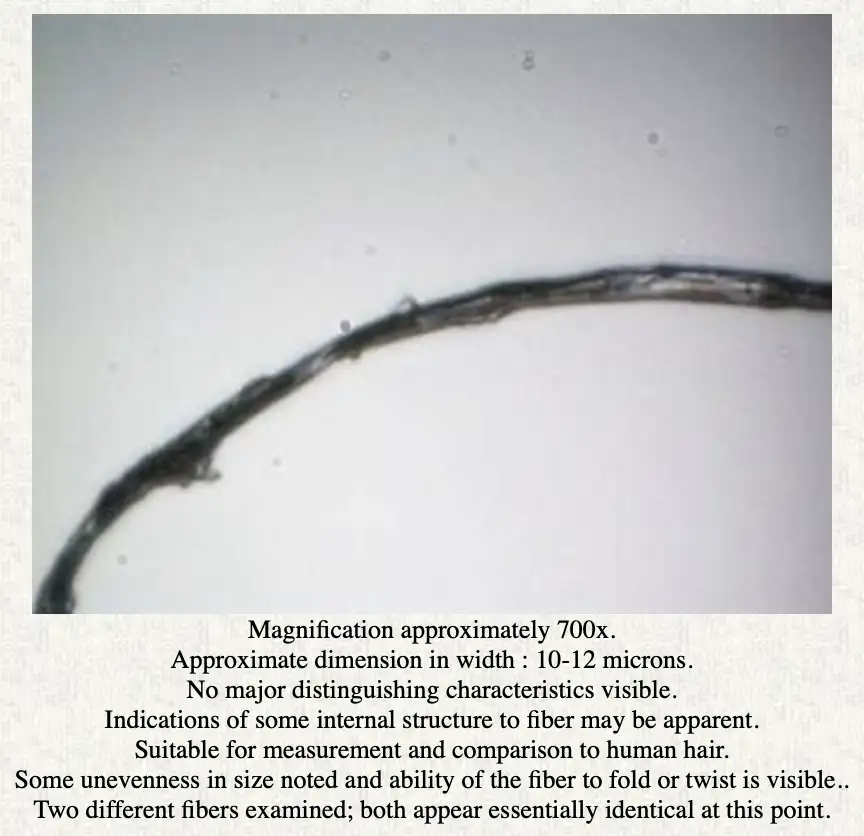 Magnification approximately 700x.
Approximate dimension in width : 10-12 microns.
No major distinguishing characteristics visible.
Indications of some internal structure to fiber may be apparent.
Suitable for measurement and comparison to human hair.
Some unevenness in size noted and ability of the fiber to fold or twist is visible..
Two different fibers examined; both appear essentially identical at this point.